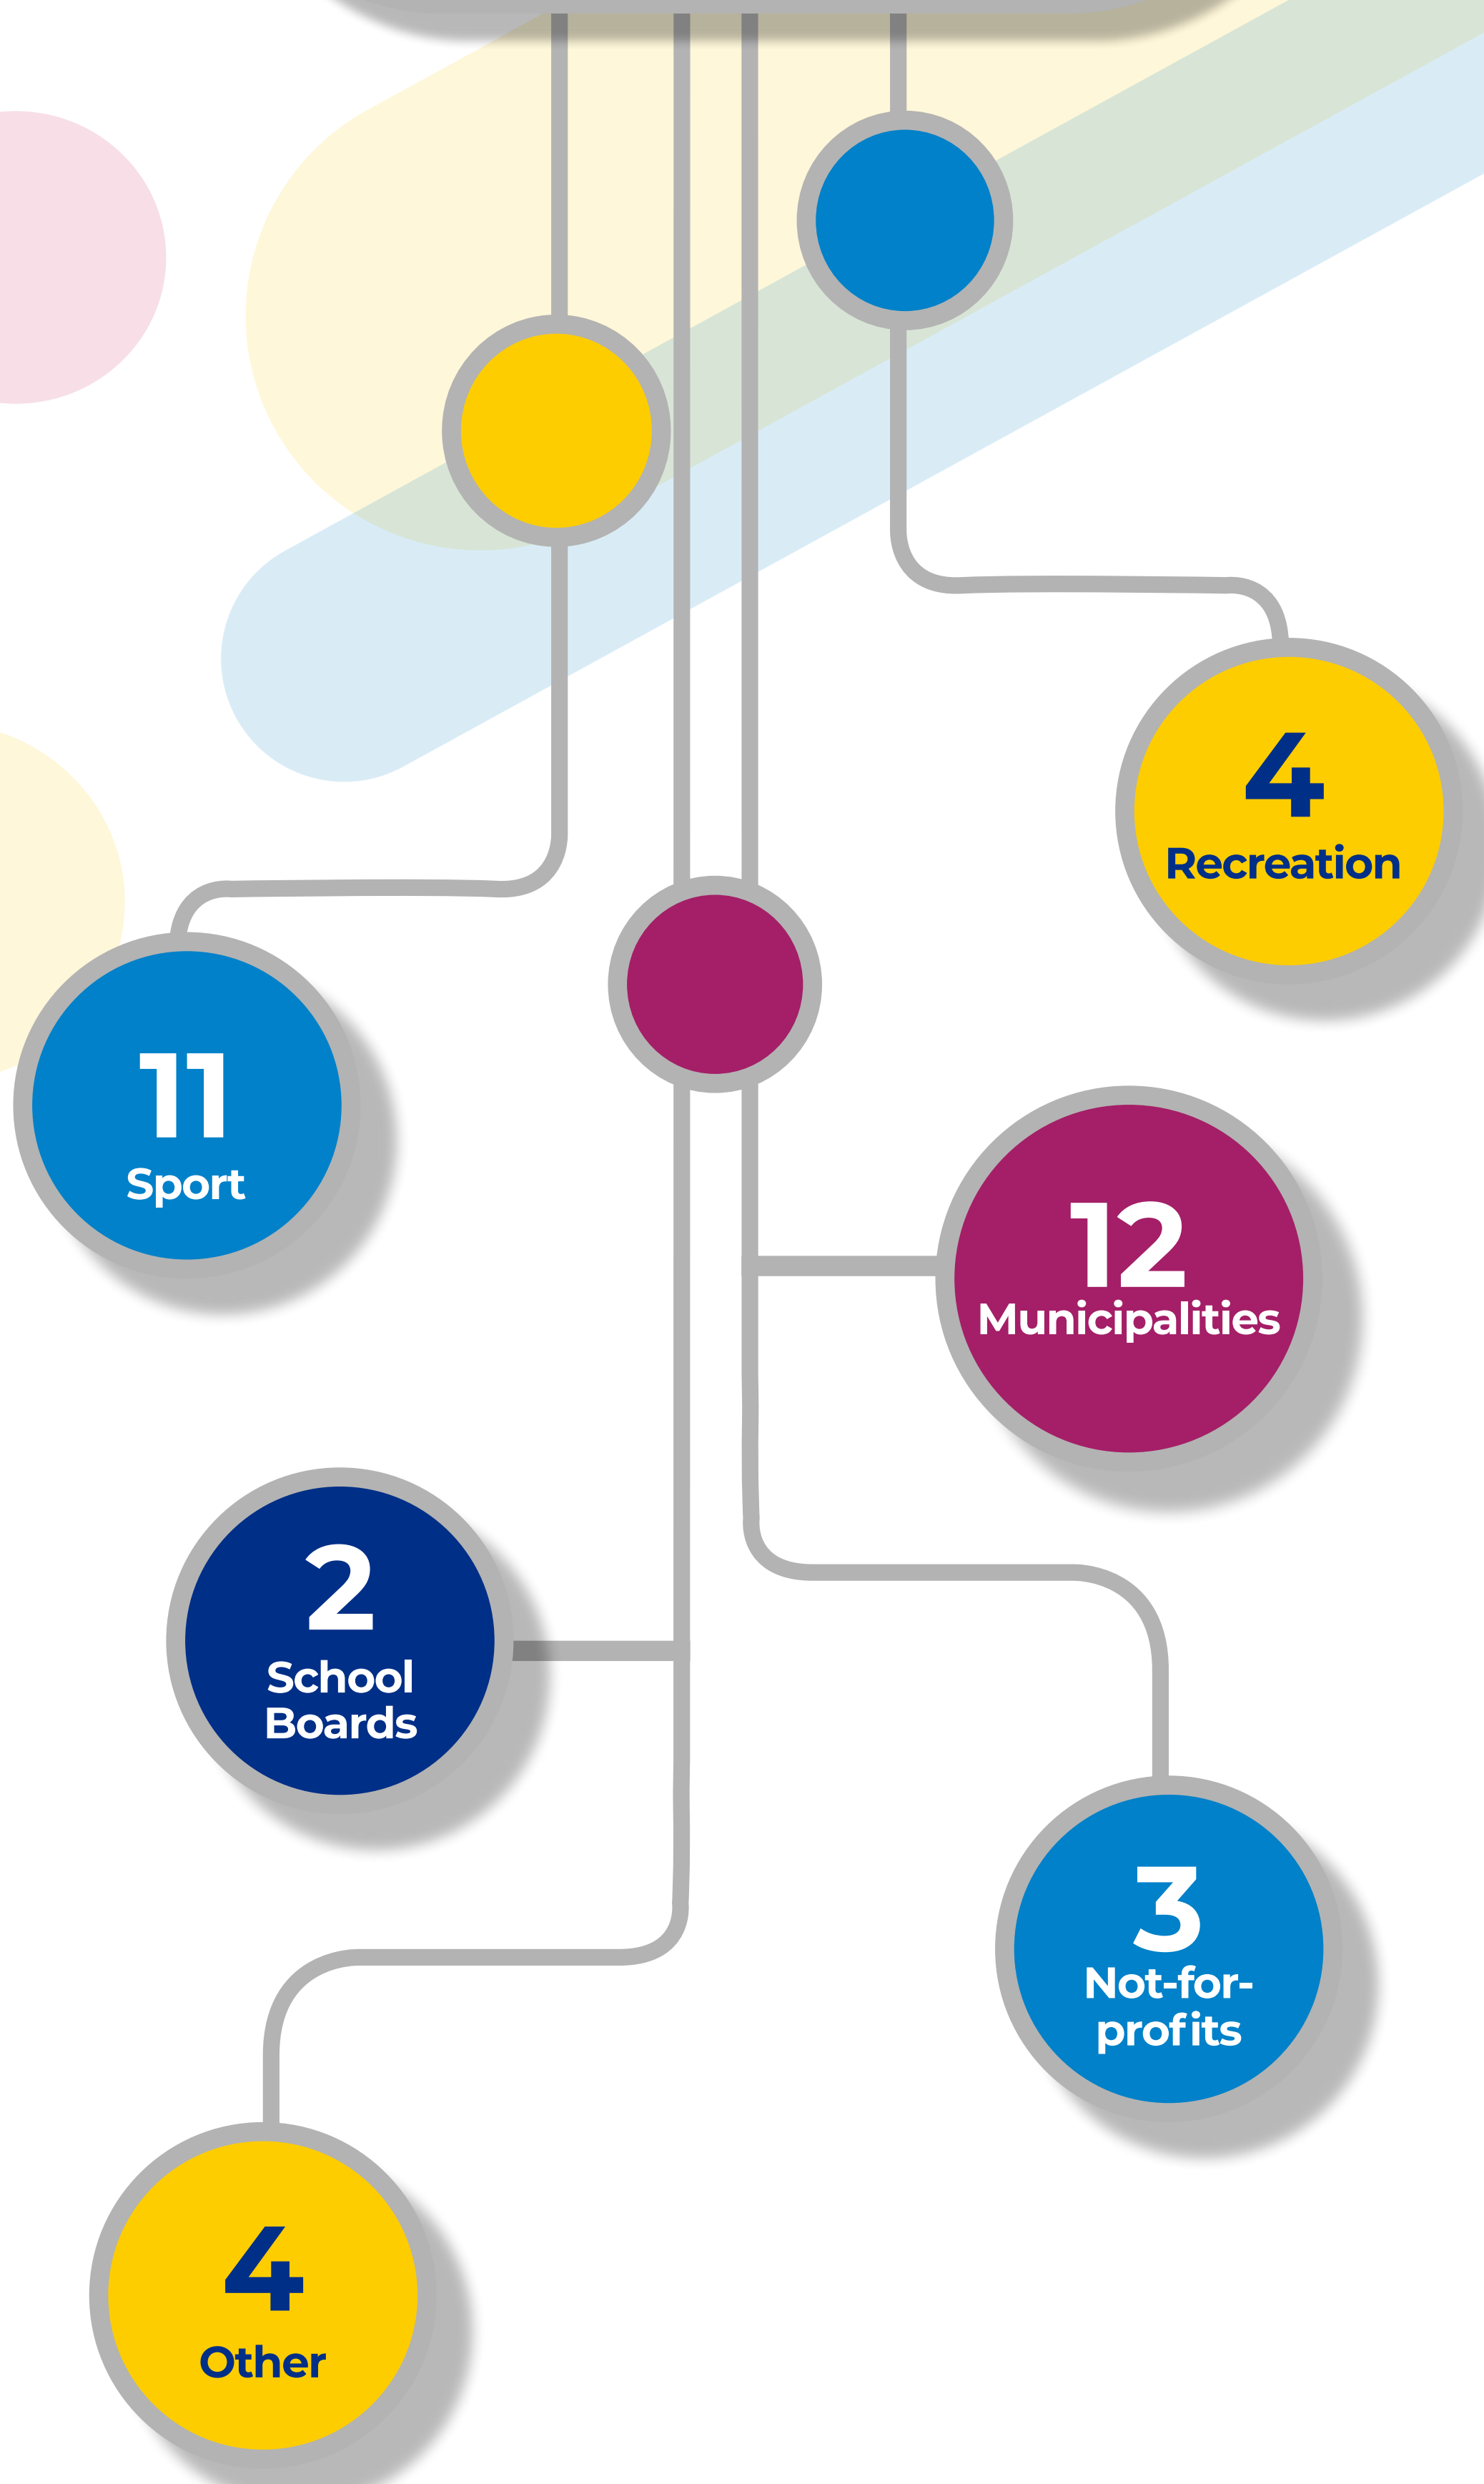 4
Recreation
11
Sport
12
Municipalities
2
School
Boards
3
Not-for-
profits
4
Other